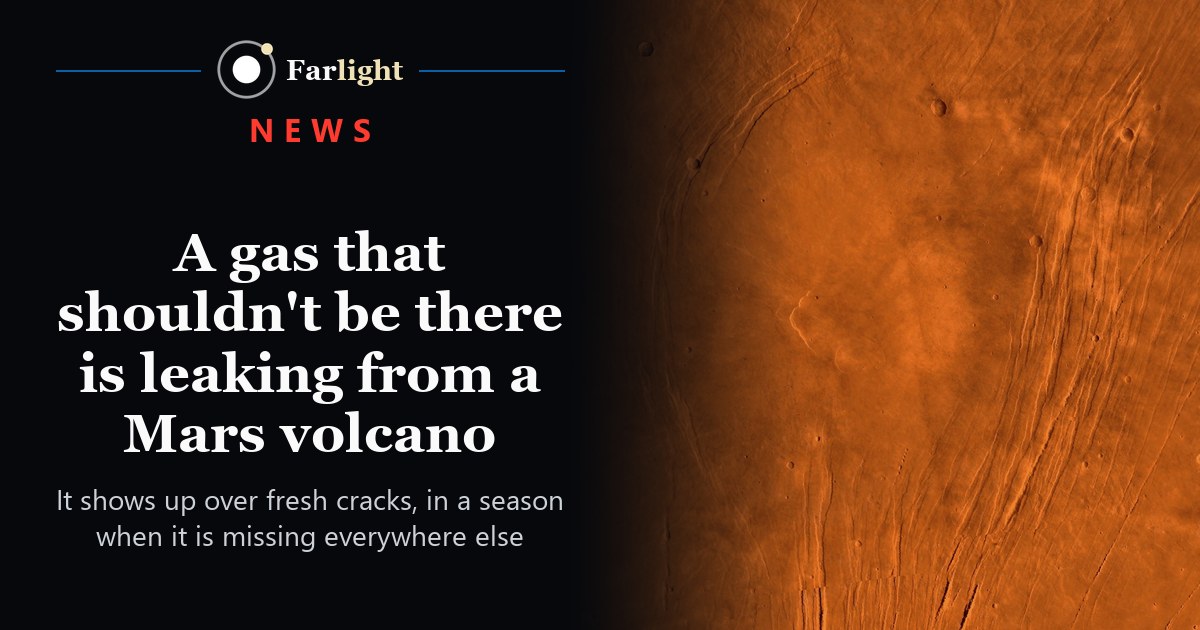 Farlight
NEWS
A gas that
shouldn't be there
is leaking from a
Mars volcano
It shows up over fresh cracks, in a season
when it is missing everywhere else